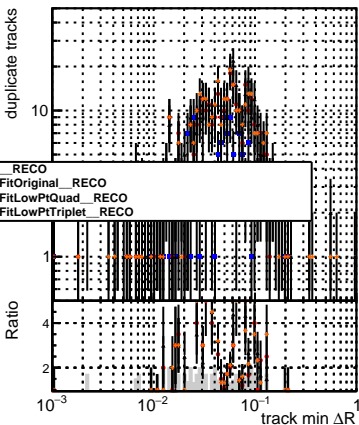 duplicate tracks
10
__RECO
FitOriginal__RECO
FitLowPtQuad__RECO
FitLowPtTriplet__RECO
1
Ratio
4
2
10⁻³ 10⁻² 10⁻¹ 1
track min ΔR